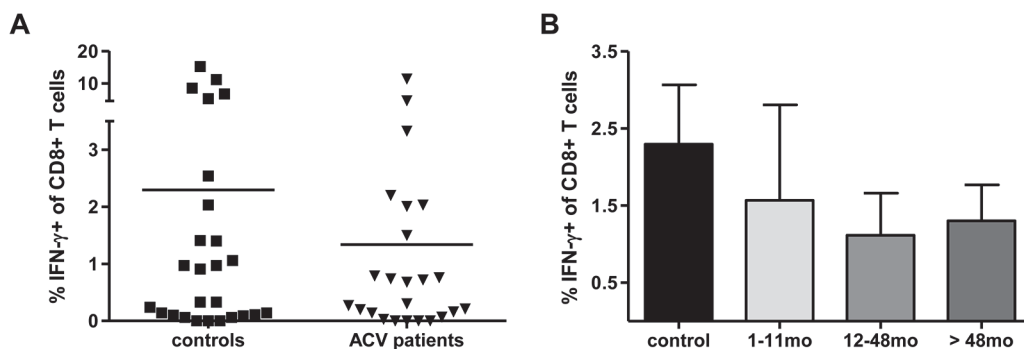 A
% IFN-γ+ of CD8+ T cells
20
10
3
2
1
0
controls
ACV patients
B
% IFN-γ+ of CD8+ T cells
3.5
2.5
1.5
0.5
control
1-11mo
12-48mo
> 48mo